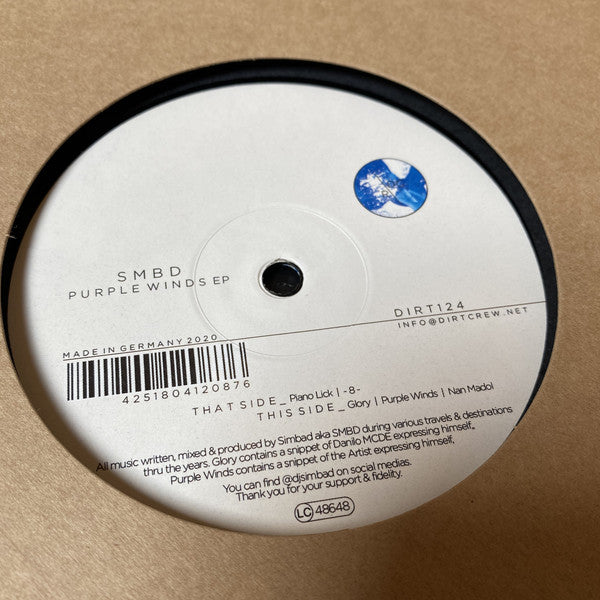 SMBD
PURPLE WINDS EP
DIRT124
INFO@DIRTCREW.NET
MADE IN GERMANY 2020
4251804120876
THAT SIDE_ Piano Lick | -8-
THIS SIDE_ Glory | Purple Winds | Nan Madol
All music written, mixed & produced by Simbad aka SMBD during various travels & destinations
thru the years. Glory contains a snippet of Danilo MCDE expressing himself,
Purple Winds contains a snippet of the Artist expressing himself.
You can find @djsimbad on social medias.
Thank you for your support & fidelity.
LC 48648